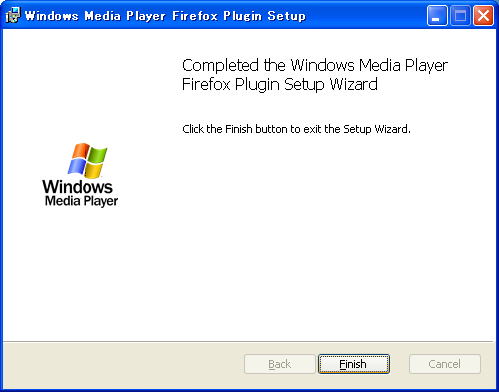 Windows Media Player Firefox Plugin Setup
Completed the Windows Media Player
Firefox Plugin Setup Wizard
Click the Finish button to exit the Setup Wizard.
Windows
Media Player
Back
Finish
Cancel